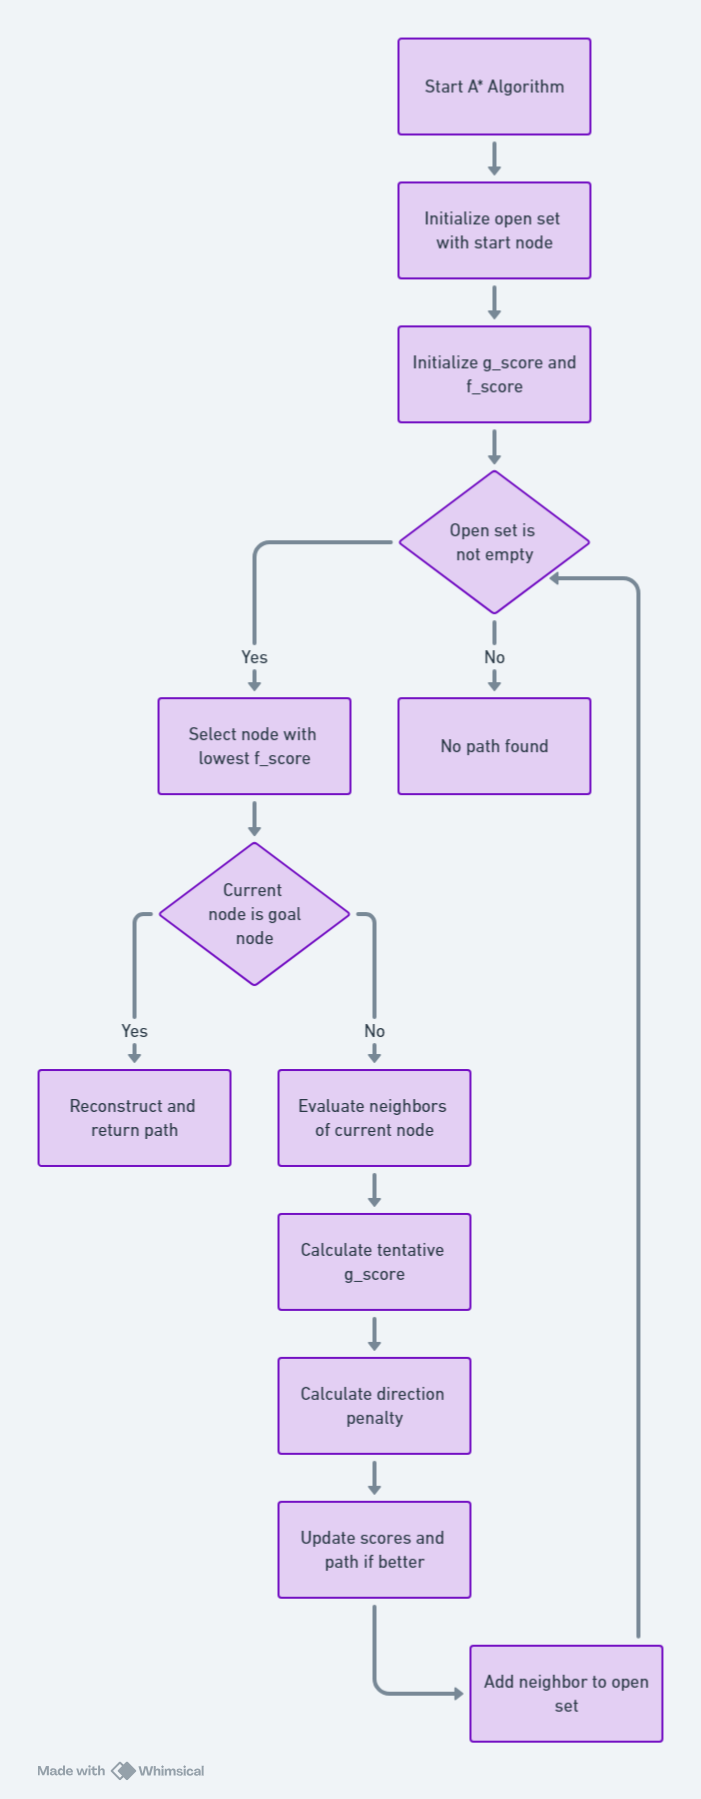 Start A* Algorithm
Initialize open set
with start node
Initialize g_score and
f_score
Open set is
not empty
Yes
No
Select node with
lowest f_score
No path found
Current
node is goal
node
Yes
No
Reconstruct and
return path
Evaluate neighbors
of current node
Calculate tentative
g_score
Calculate direction
penalty
Update scores and
path if better
Add neighbor to open
set
Made with Whimsical